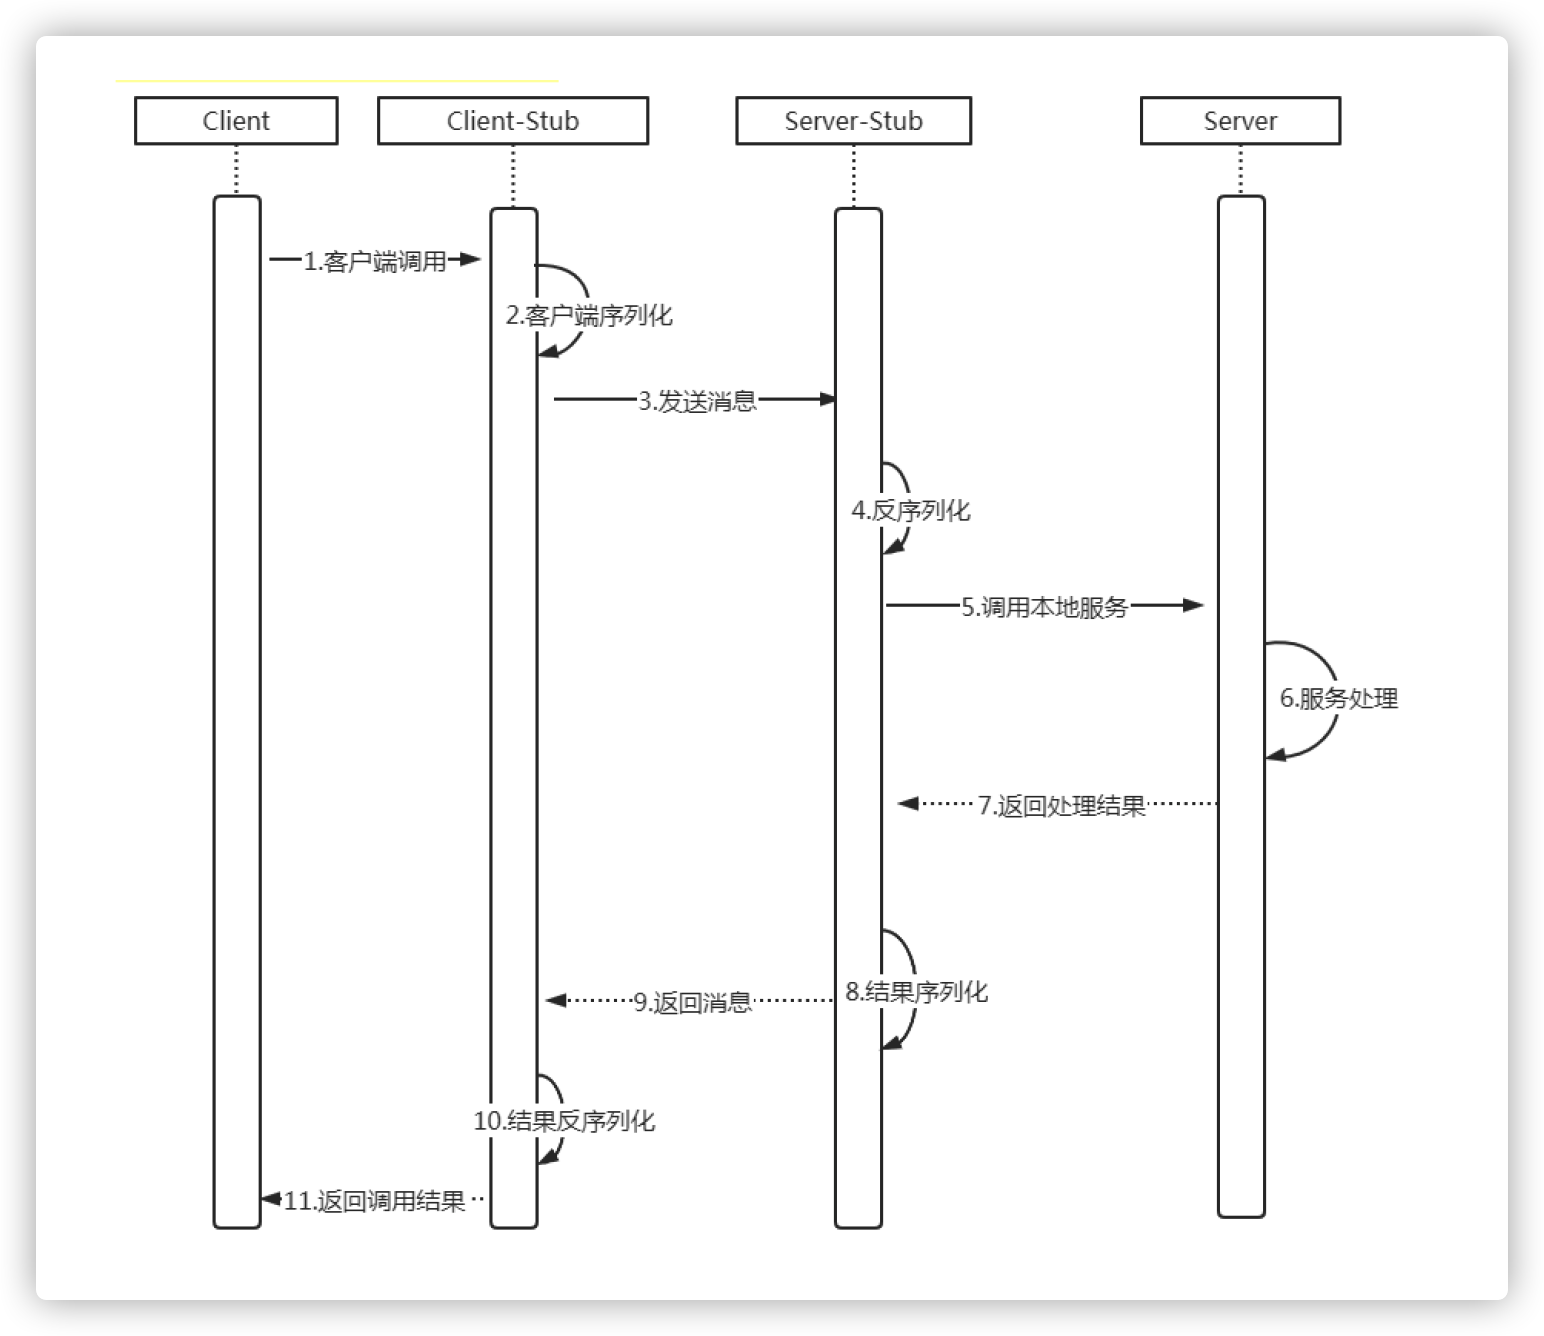 Client
Client-Stub
Server-Stub
Server
1.客户端调用
2.客户端序列化
3.发送消息
4.反序列化
5.调用本地服务
6.服务处理
7.返回处理结果
8.结果序列化
9.返回消息
10.结果反序列化
11.返回调用结果